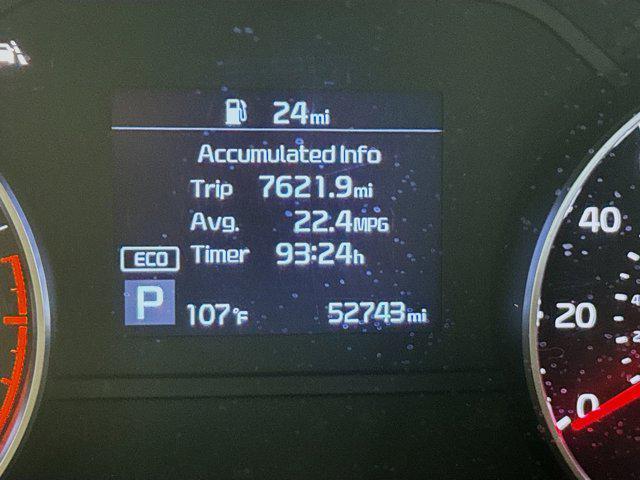 24mi
Accumulated Info
Trip 7621.9mi
Avg. 22.4MPG
Timer 93:24h
ECO
P 107°F 52743mi
40
20
0